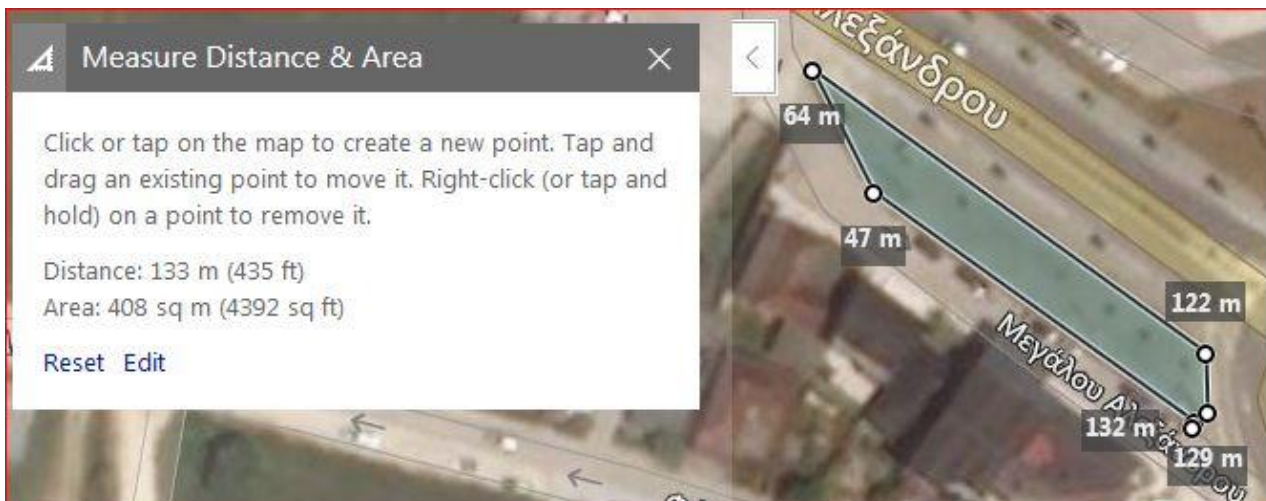 Measure Distance & Area
Click or tap on the map to create a new point. Tap and
drag an existing point to move it. Right-click (or tap and
hold) on a point to remove it.
Distance: 133 m (435 ft)
Area: 408 sq m (4392 sq ft)
Reset Edit
λεξάνδρου
64 m
47 m
122 m
Μεγάλου
132 m
129 m